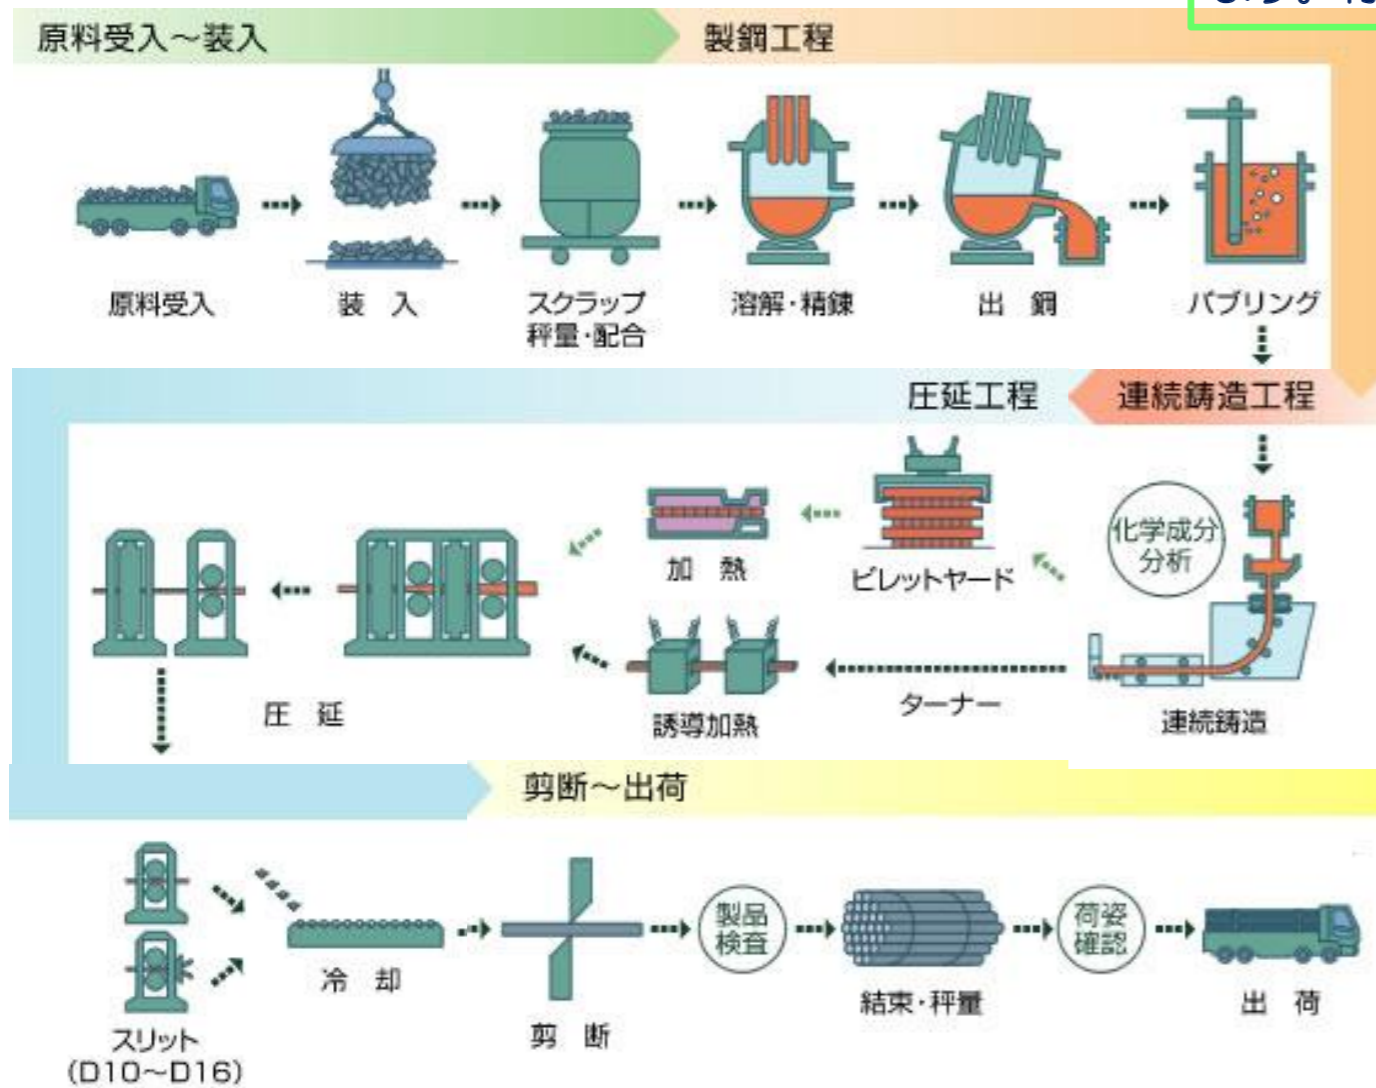 原料受入～装入
製鋼工程
原料受入
装 入
スクラップ
秤量・配合
溶解・精錬
出 鋼
バブリング
圧延工程
連続鋳造工程
化学成分
分析
加 熱
ビレットヤード
圧 延
誘導加熱
ターナー
連続鋳造
剪断～出荷
製品
検査
荷姿
確認
冷 却
剪 断
結束・秤量
出 荷
スリット
(D10～D16)